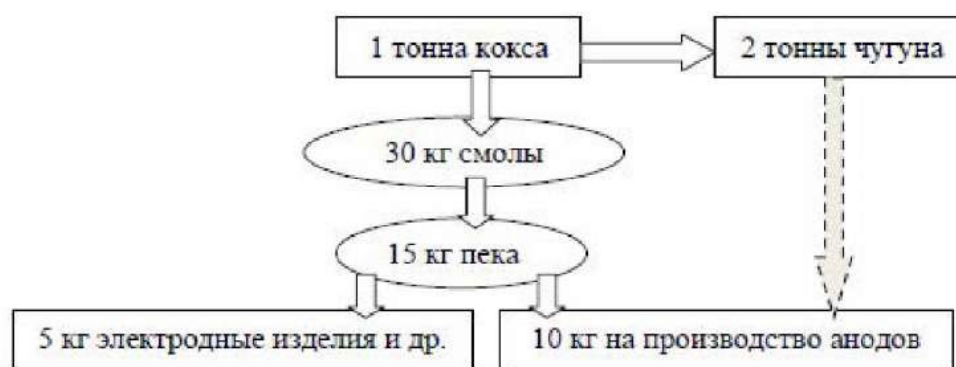 1 тонна кокса
2 тонны чугуна
30 кг смолы
15 кг пека
5 кг электродные изделия и др.
10 кг на производство анодов